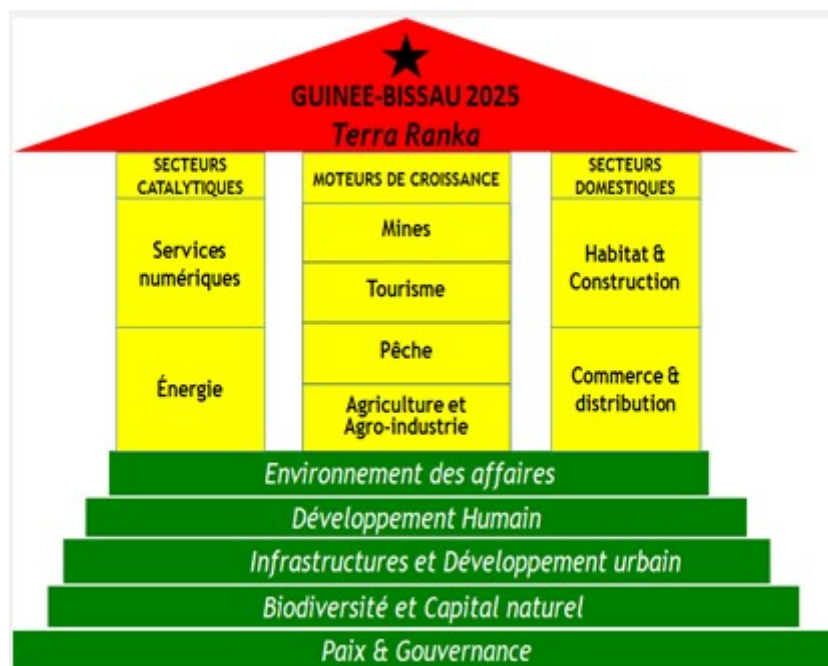 GUINEE-BISSAU 2025
Terra Ranka
SECTEURS
CATALYTIQUES
Services
numériques
Énergie
MOTEURS DE CROISSANCE
Mines
Tourisme
Pêche
Agriculture et
Agro-industrie
SECTEURS
DOMESTIQUES
Habitat &
Construction
Commerce &
distribution
Environnement des affaires
Développement Humain
Infrastructures et Développement urbain
Biodiversité et Capital naturel
Paix & Gouvernance